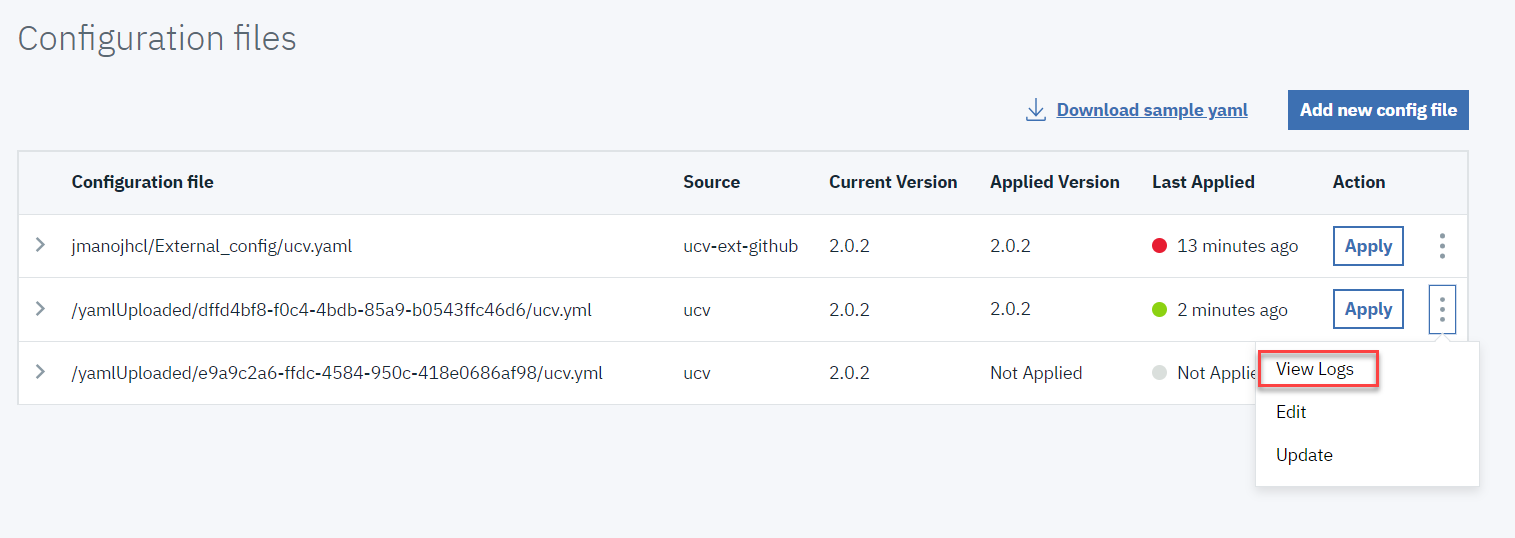 Configuration files
Download sample yaml
Add new config file
Configuration file Source Current Version Applied Version Last Applied Action
jmanojhcl/External_config/ucv.yaml ucv-ext-github 2.0.2 2.0.2 13 minutes ago Apply
/yamlUploaded/dffd4bf8-f0c4-4bdb-85a9-b0543ffc46d6/ucv.yml ucv 2.0.2 2.0.2 2 minutes ago Apply
/yamlUploaded/e9a9c2a6-ffdc-4584-950c-418e0686af98/ucv.yml ucv 2.0.2 Not Applied Not Applie
View Logs
Edit
Update